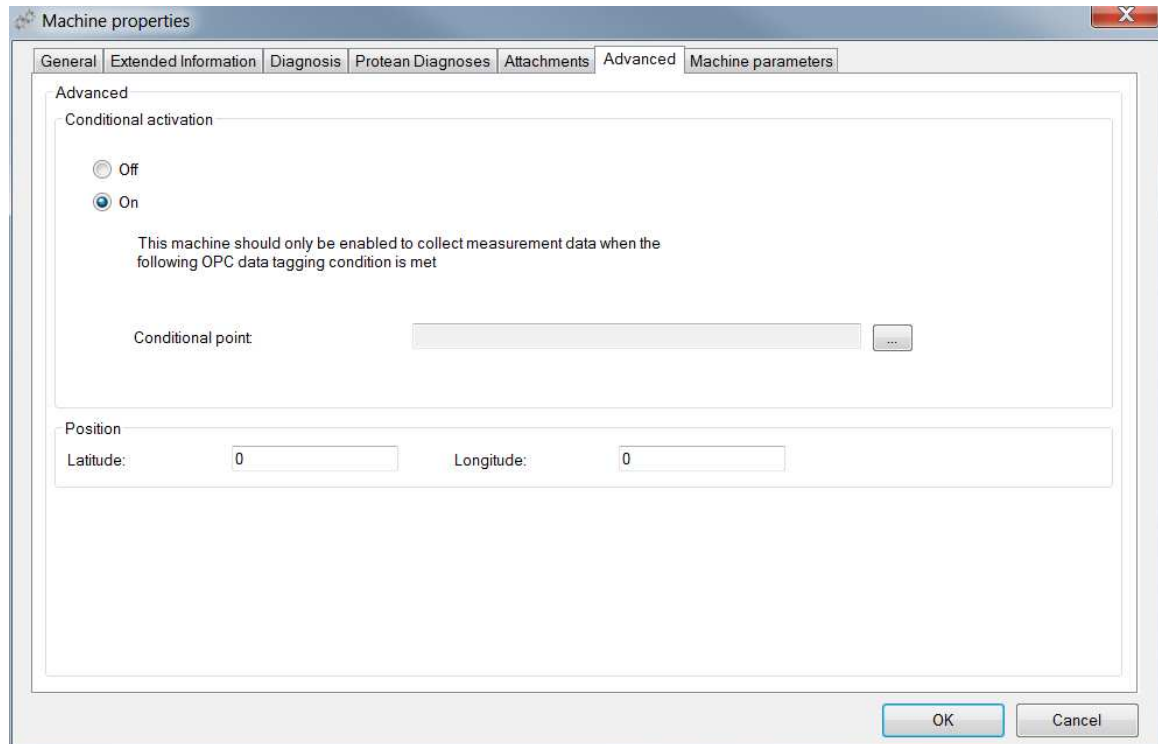 Machine properties
X
General Extended Information Diagnosis Protean Diagnoses Attachments Advanced Machine parameters
Advanced
Conditional activation
Off
On
This machine should only be enabled to collect measurement data when the
following OPC data tagging condition is met
Conditional point:
...
Position
Latitude: 0 Longitude: 0
OK Cancel